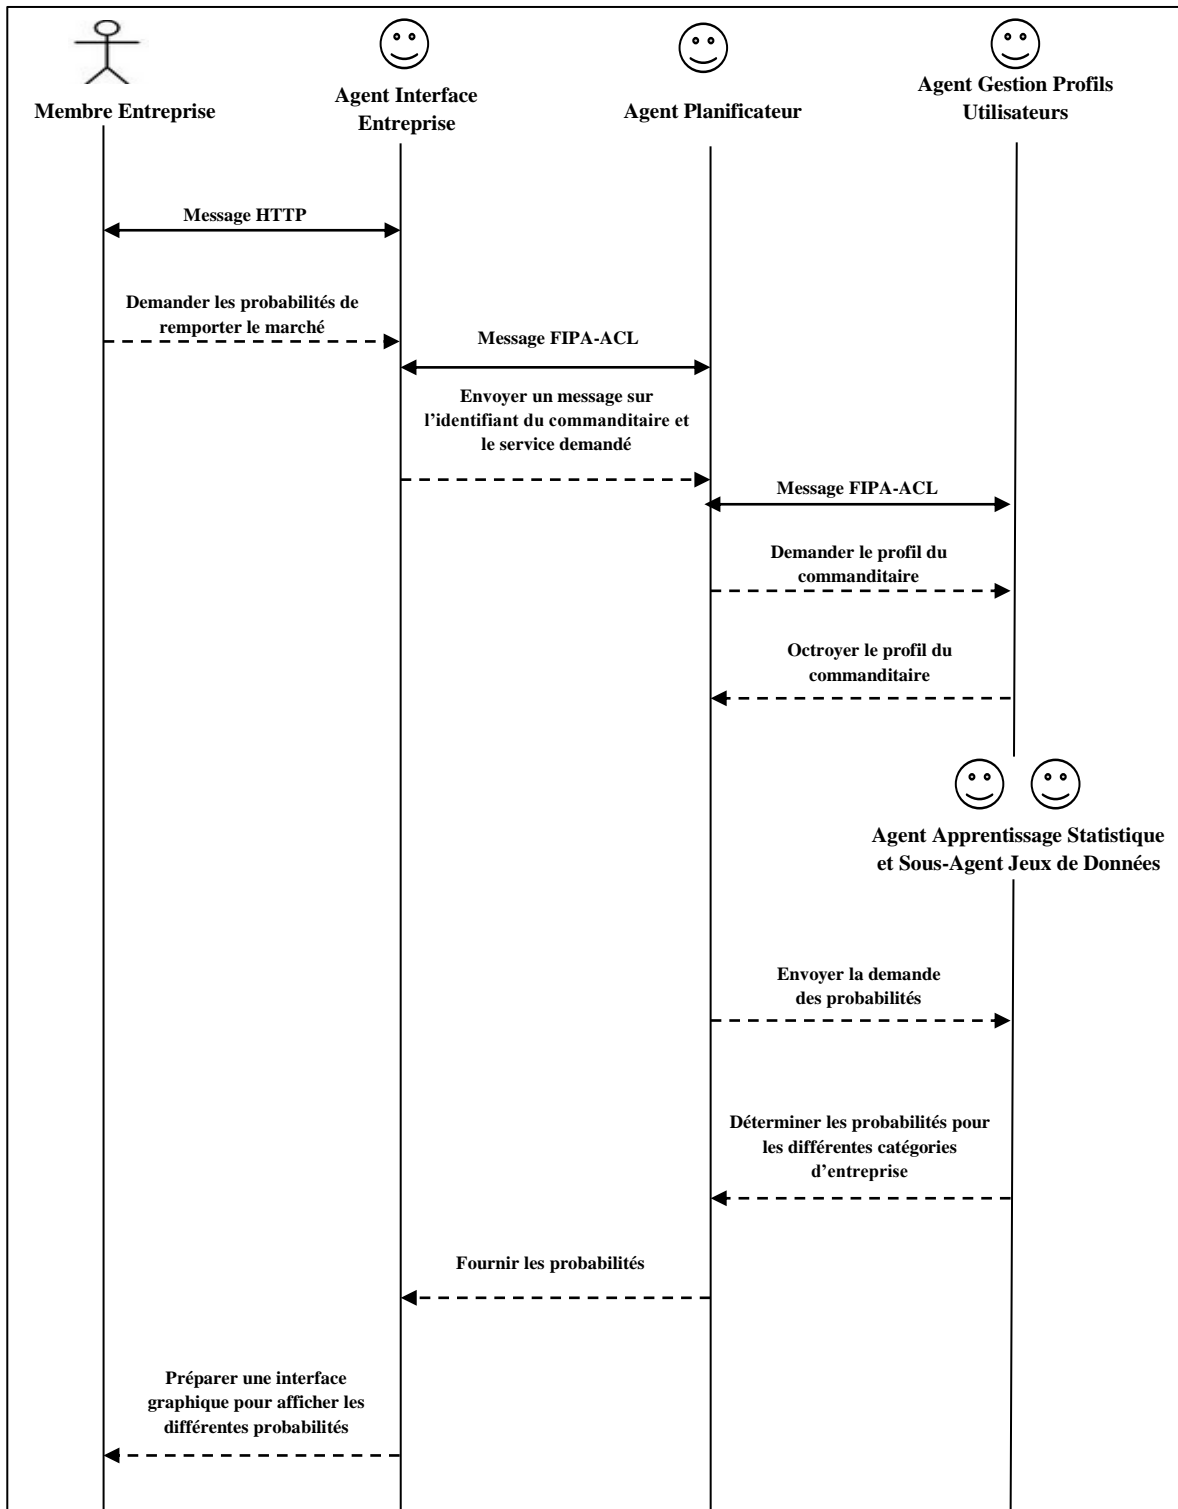 Membre Entreprise
Agent Interface
Entreprise
Agent Planificateur
Agent Gestion Profils
Utilisateurs
Message HTTP
Demander les probabilités de
remporter le marché
Message FIPA-ACL
Envoyer un message sur
l’identifiant du commanditaire et
le service demandé
Message FIPA-ACL
Demander le profil du
commanditaire
Octroyer le profil du
commanditaire
Agent Apprentissage Statistique
et Sous-Agent Jeux de Données
Envoyer la demande
des probabilités
Déterminer les probabilités pour
les différentes catégories
d’entreprise
Fournir les probabilités
Préparer une interface
graphique pour afficher les
différentes probabilités